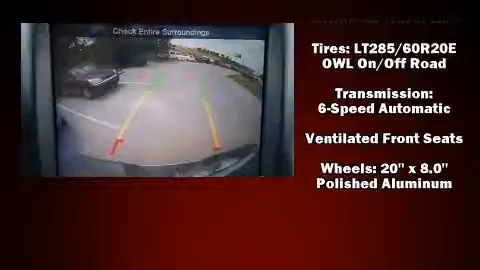 Check Entire Surroundings
Tires: LT285/60R20E
OWL On/Off Road
Transmission:
6-Speed Automatic
Ventilated Front Seats
Wheels: 20" x 8.0"
Polished Aluminum